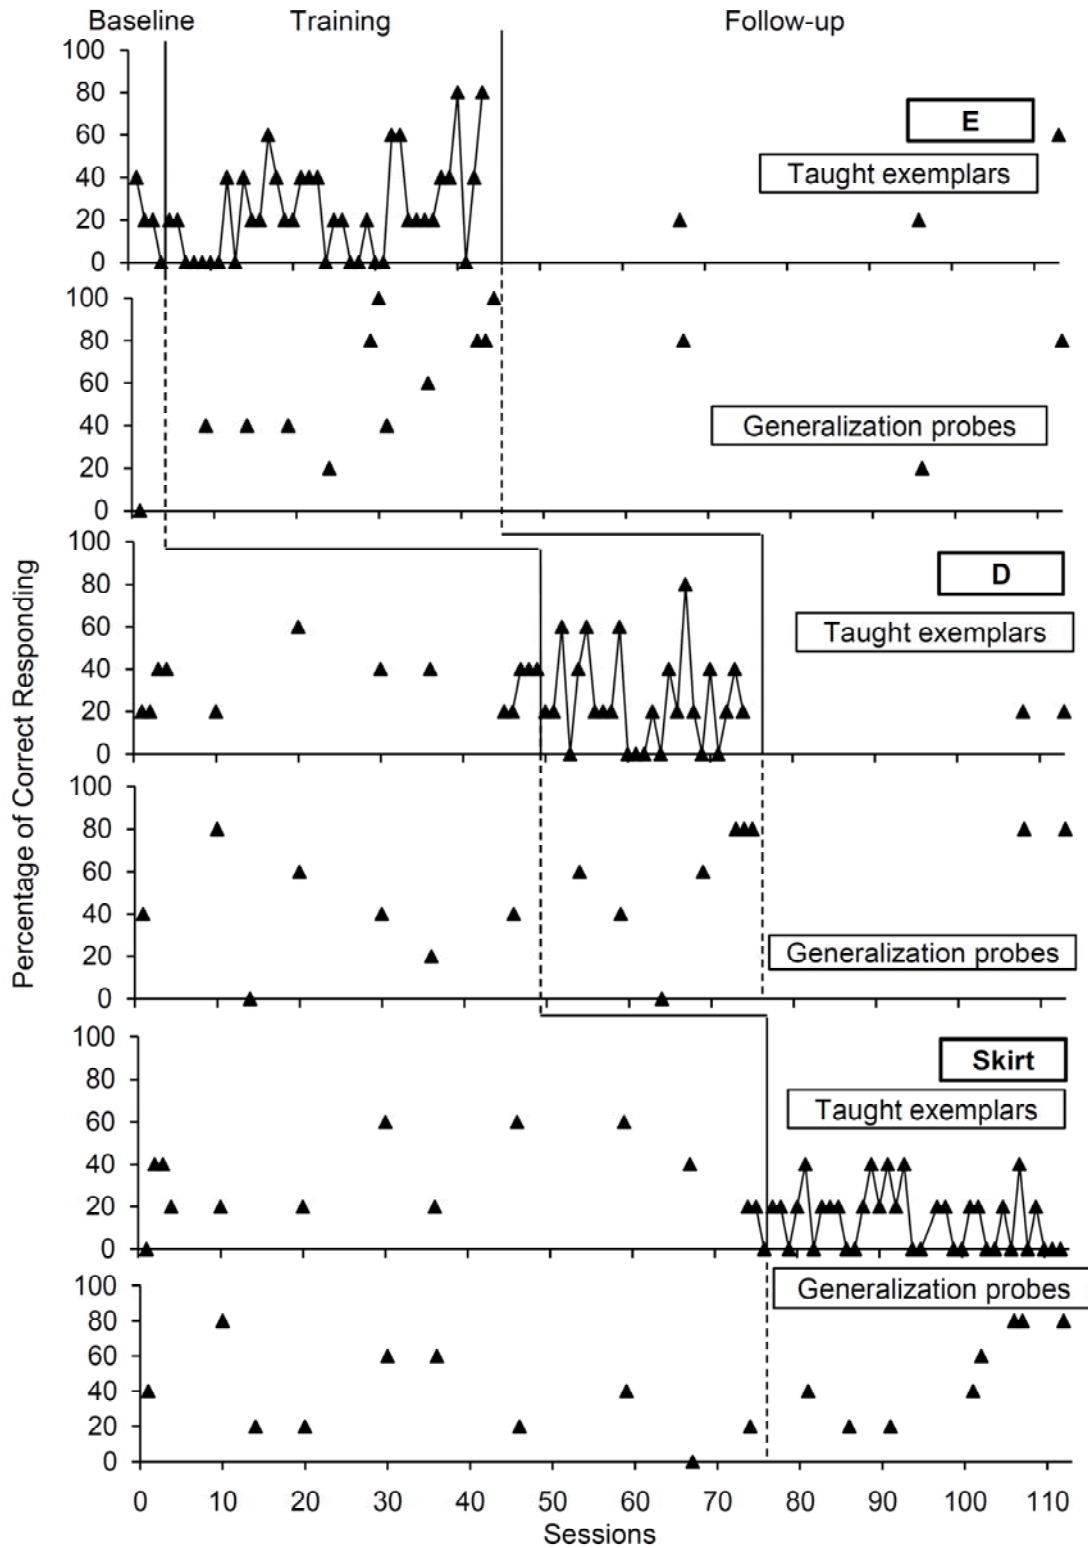 Baseline Training Follow-up
100
80
60
40
20
0
E
Taught exemplars
100
80
60
40
20
0
Generalization probes
Percentage of Correct Responding
100
80
60
40
20
0
D
Taught exemplars
100
80
60
40
20
0
Generalization probes
100
80
60
40
20
0
Skirt
Taught exemplars
100
80
60
40
20
0
Generalization probes
0 10 20 30 40 50 60 70 80 90 100 110
Sessions